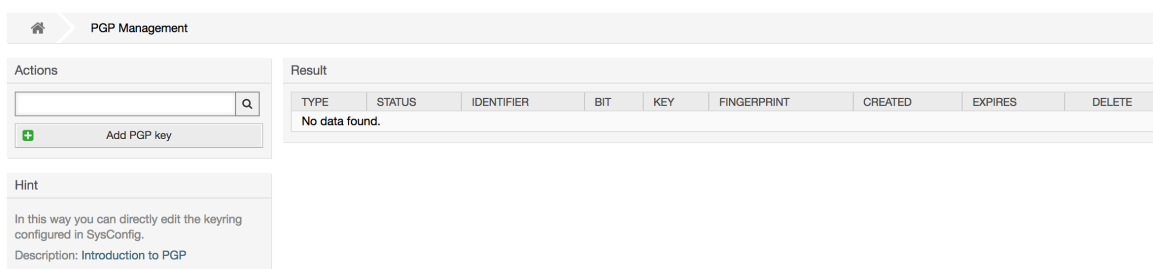 PGP Management
Actions
Add PGP key
Hint
In this way you can directly edit the keyring
configured in SysConfig.
Description: Introduction to PGP
Result
TYPE STATUS IDENTIFIER BIT KEY FINGERPRINT CREATED EXPIRES DELETE
No data found.